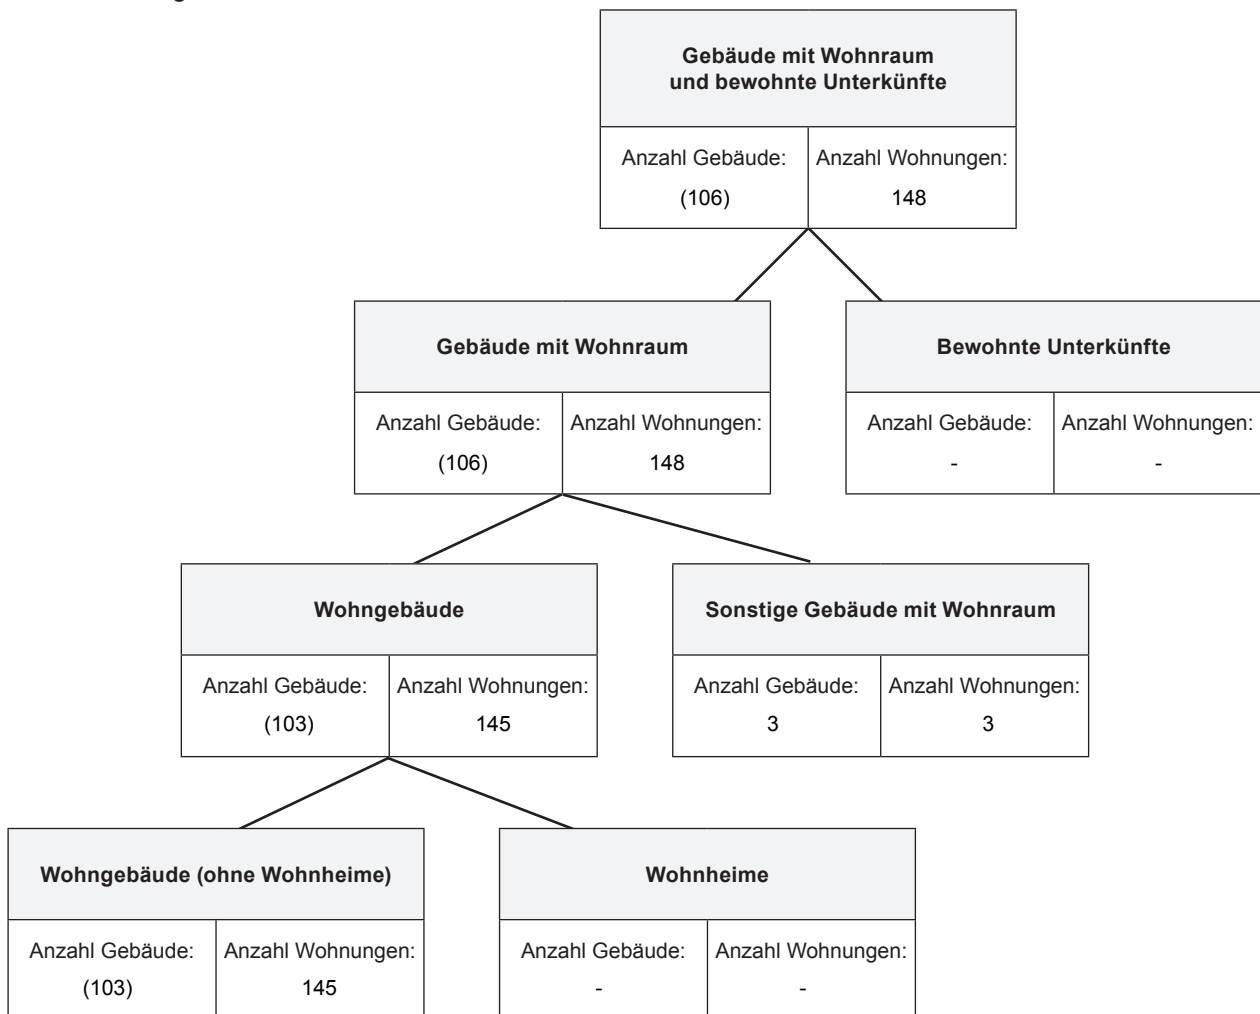 Gebäude mit Wohnraum
und bewohnte Unterkünfte
Anzahl Gebäude: Anzahl Wohnungen:
(106) 148
Gebäude mit Wohnraum Bewohnte Unterkünfte
Anzahl Gebäude: Anzahl Wohnungen: Anzahl Gebäude: Anzahl Wohnungen:
(106) 148 - -
Wohngebäude Sonstige Gebäude mit Wohnraum
Anzahl Gebäude: Anzahl Wohnungen: Anzahl Gebäude: Anzahl Wohnungen:
(103) 145 3 3
Wohngebäude (ohne Wohnheime) Wohnheime
Anzahl Gebäude: Anzahl Wohnungen: Anzahl Gebäude: Anzahl Wohnungen:
(103) 145 - -